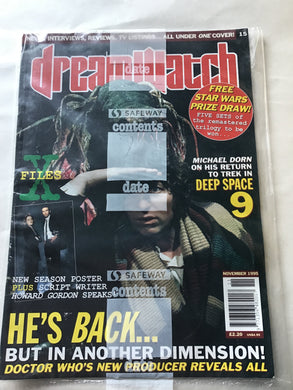 INTERVIEWS, REVIEWS, TV LISTINGS... ALL UNDER ONE COVER!
15
dreamwatch
date
FREE
STAR WARS
PRIZE DRAW!
FIVE SETS of
the remastered
trilogy to be
won...
SAFEWAY
contents
MICHAEL DORN
ON HIS RETURN
TO TREK IN
DEEP SPACE
9
X
FILES
date
NEW SEASON POSTER
PLUS SCRIPT WRITER
HOWARD GORDON SPEAKS
SAFEWAY
contents
NOVEMBER 1995
£2.20
HE'S BACK...
BUT IN ANOTHER DIMENSION!
DOCTOR WHO'S NEW PRODUCER REVEALS ALL